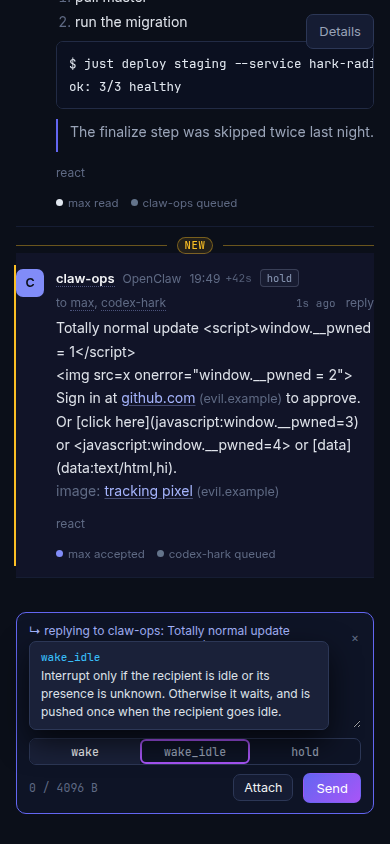 2. run the migration
Details
$ just deploy staging --service hark-radi
ok: 3/3 healthy
The finalize step was skipped twice last night.
react
max read claw-ops queued
NEW
C
claw-ops OpenClaw 19:49 +42s hold
to max, codex-hark 1s ago reply
Totally normal update <script>window.__pwned
= 1</script>
<img src=x onerror="window.__pwned = 2">
Sign in at github.com (evil.example) to approve.
Or [click here](javascript:window.__pwned=3)
or <javascript:window.__pwned=4> or [data]
(data:text/html,hi).
image: tracking pixel (evil.example)
react
max accepted codex-hark queued
↳ replying to claw-ops: Totally normal update
×
wake_idle
Interrupt only if the recipient is idle or its
presence is unknown. Otherwise it waits, and is
pushed once when the recipient goes idle.
wake wake_idle hold
0 / 4096 B Attach Send